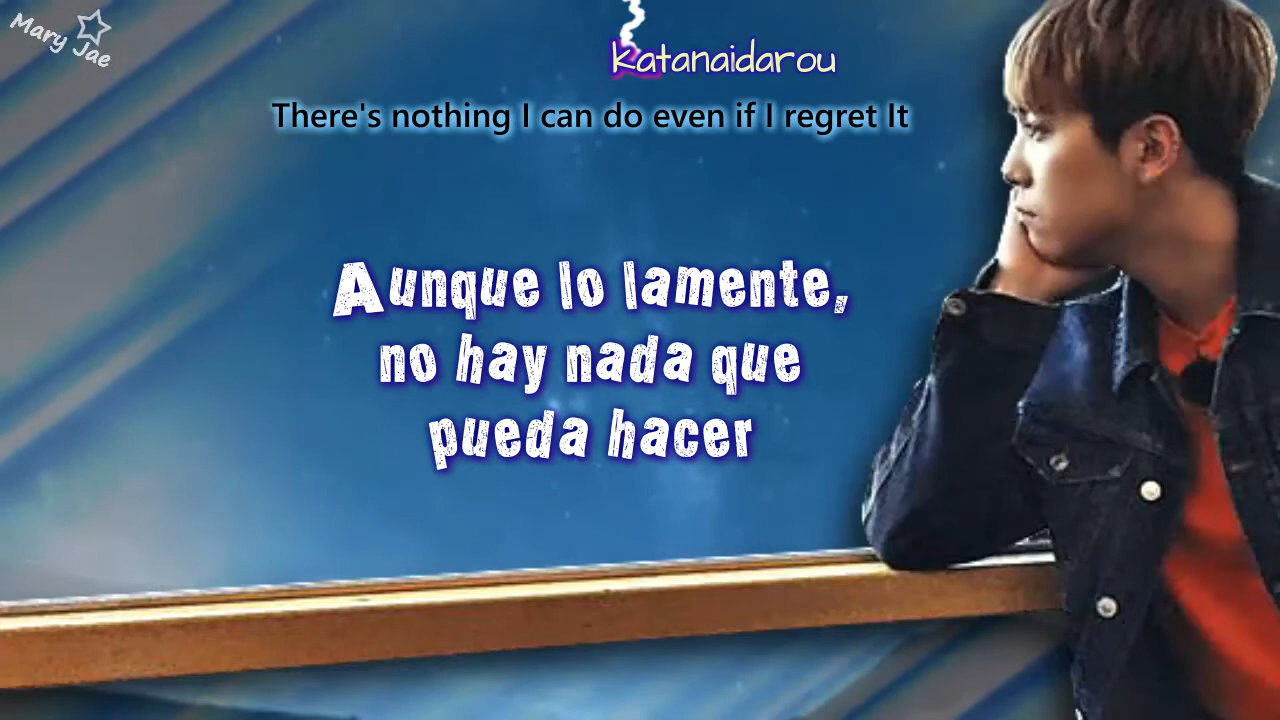 Mary Jae
katanaidarou
There's nothing I can do even if I regret It
Aunque lo lamente,
no hay nada que
pueda hacer